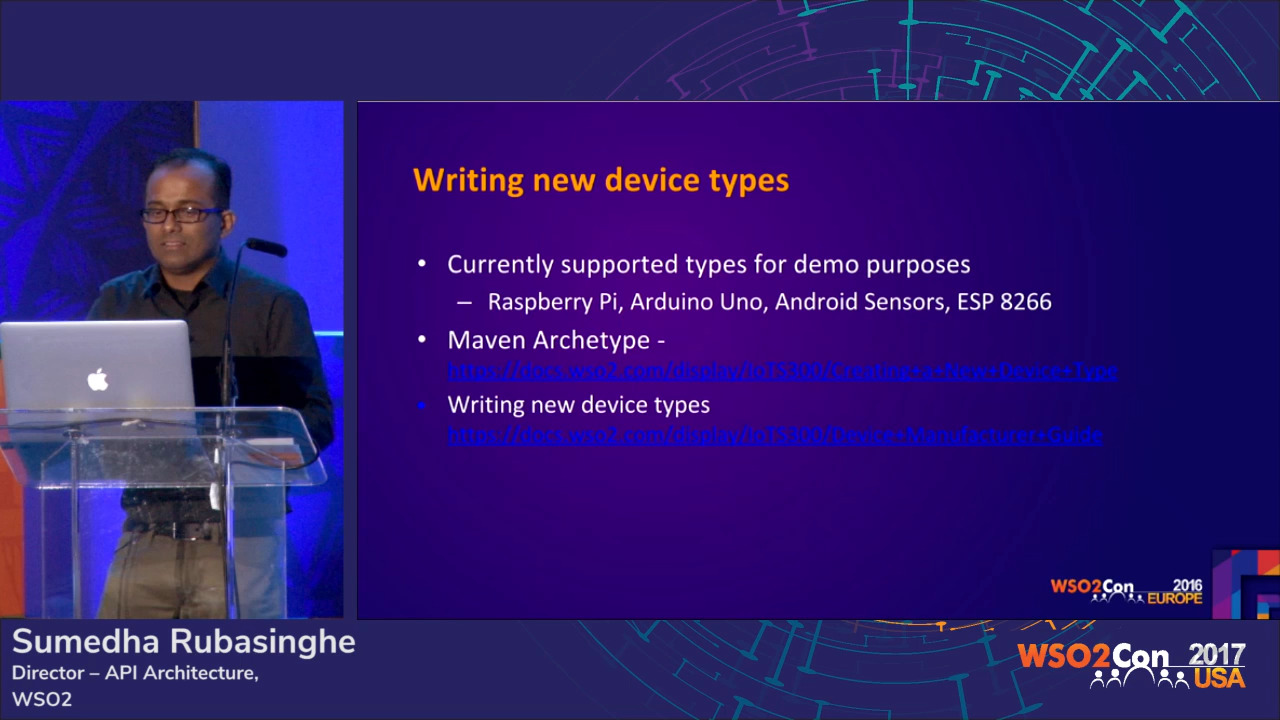 Writing new device types
• Currently supported types for demo purposes
– Raspberry Pi, Arduino Uno, Android Sensors, ESP 8266
• Maven Archetype -
https://docs.wso2.com/display/IoTS300/Creating+a+New+Device+Type
• Writing new device types
https://docs.wso2.com/display/IoTS300/Device+Manufacturer+Guide
WSO2Con 2016
EUROPE
Sumedha Rubasinghe
Director – API Architecture,
WSO2
WSO2Con 2017
USA